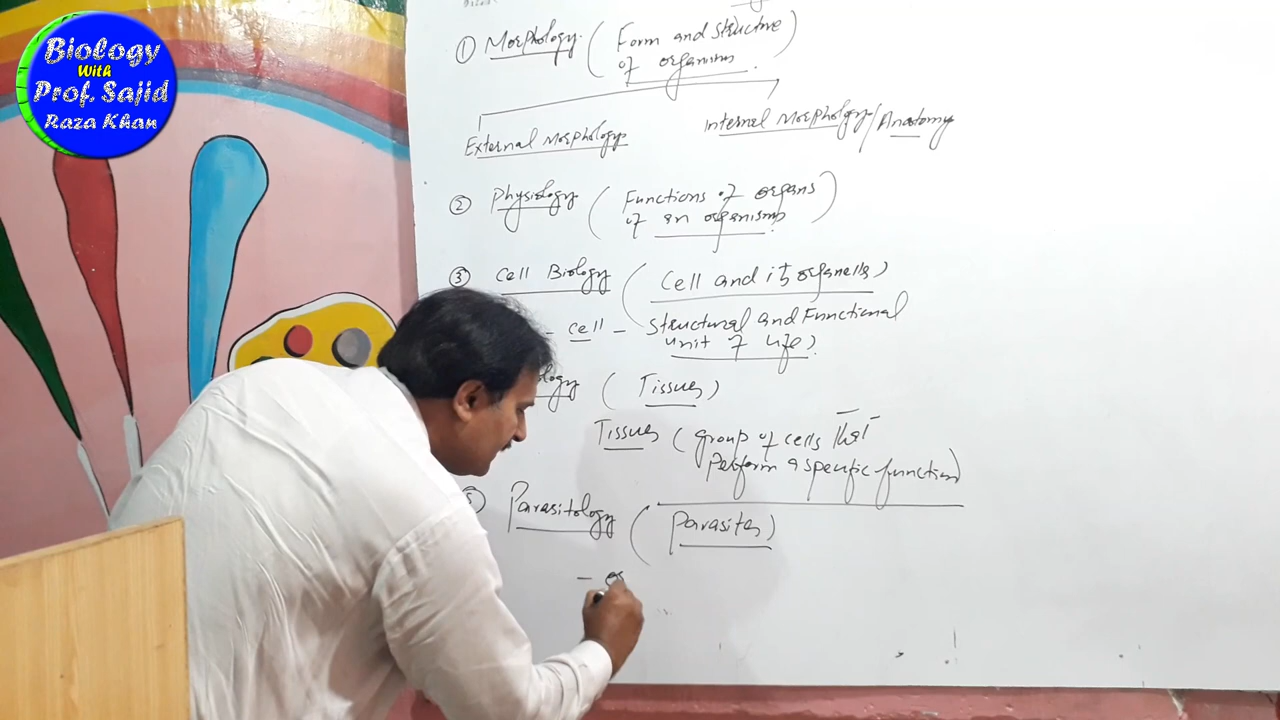 Biology
With
Prof. Sajid
Raza Khan
① Morphology. ( Form and structure
of organisms. )
External Morphology
Internal Morphology/Anatomy
② Physiology ( Functions of organs
of an organisms. )
③ Cell Biology ( Cell and its organells )
- cell - structural and Functional
unit of life. )
logy ( Tissues )
Tissues ( group of cells that
Perform a specific function )
5) Parasitology ( Parasites )
-